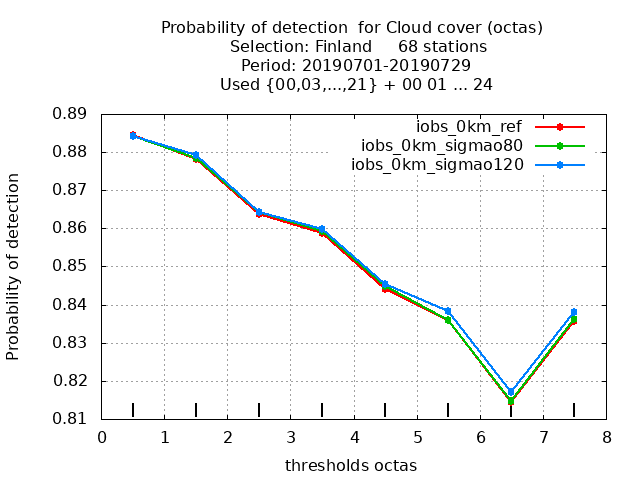 Probability of detection  for Cloud cover (octas)
Selection: Finland     68 stations
Period: 20190701-20190729
Used {00,03,...,21} + 00 01 ... 24
iobs_0km_ref
iobs_0km_sigmao80
iobs_0km_sigmao120
Probability of detection
0.89
0.88
0.87
0.86
0.85
0.84
0.83
0.82
0.81
0 1 2 3 4 5 6 7 8
thresholds octas